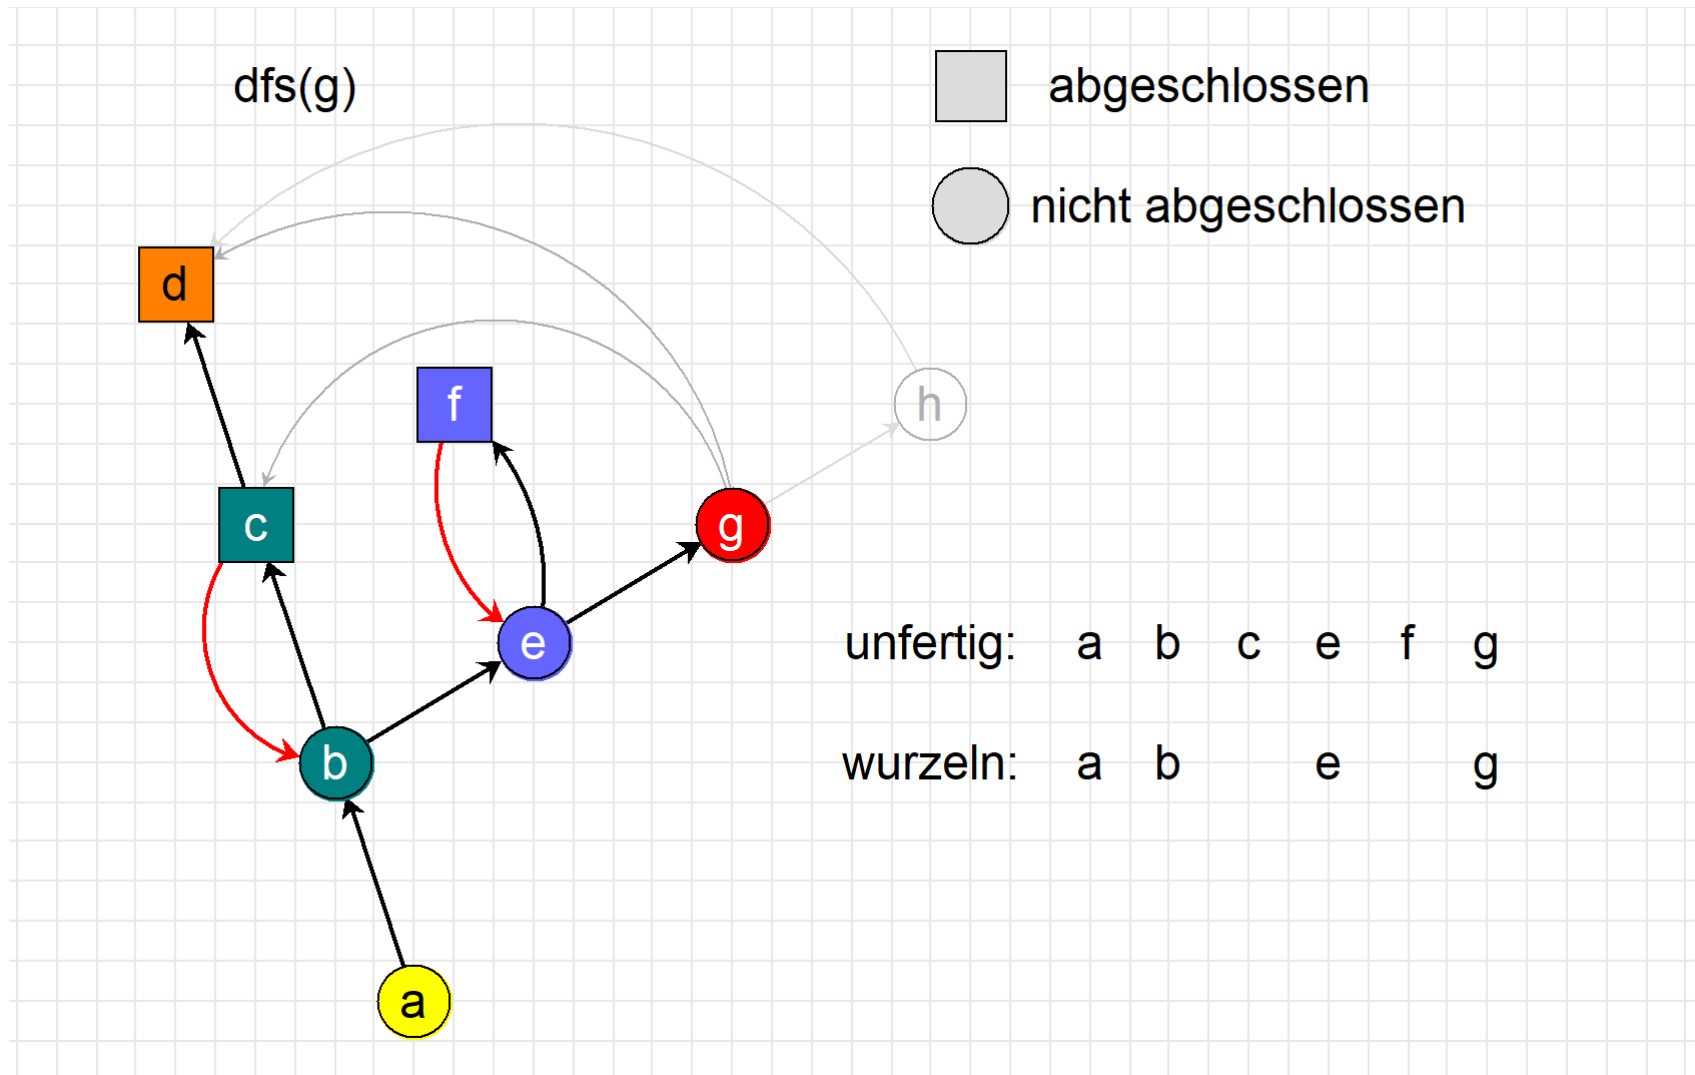 dfs(g)
abgeschlossen
nicht abgeschlossen
d
f
h
c
g
e
unfertig: a b c e f g
b
wurzeln: a b e g
a